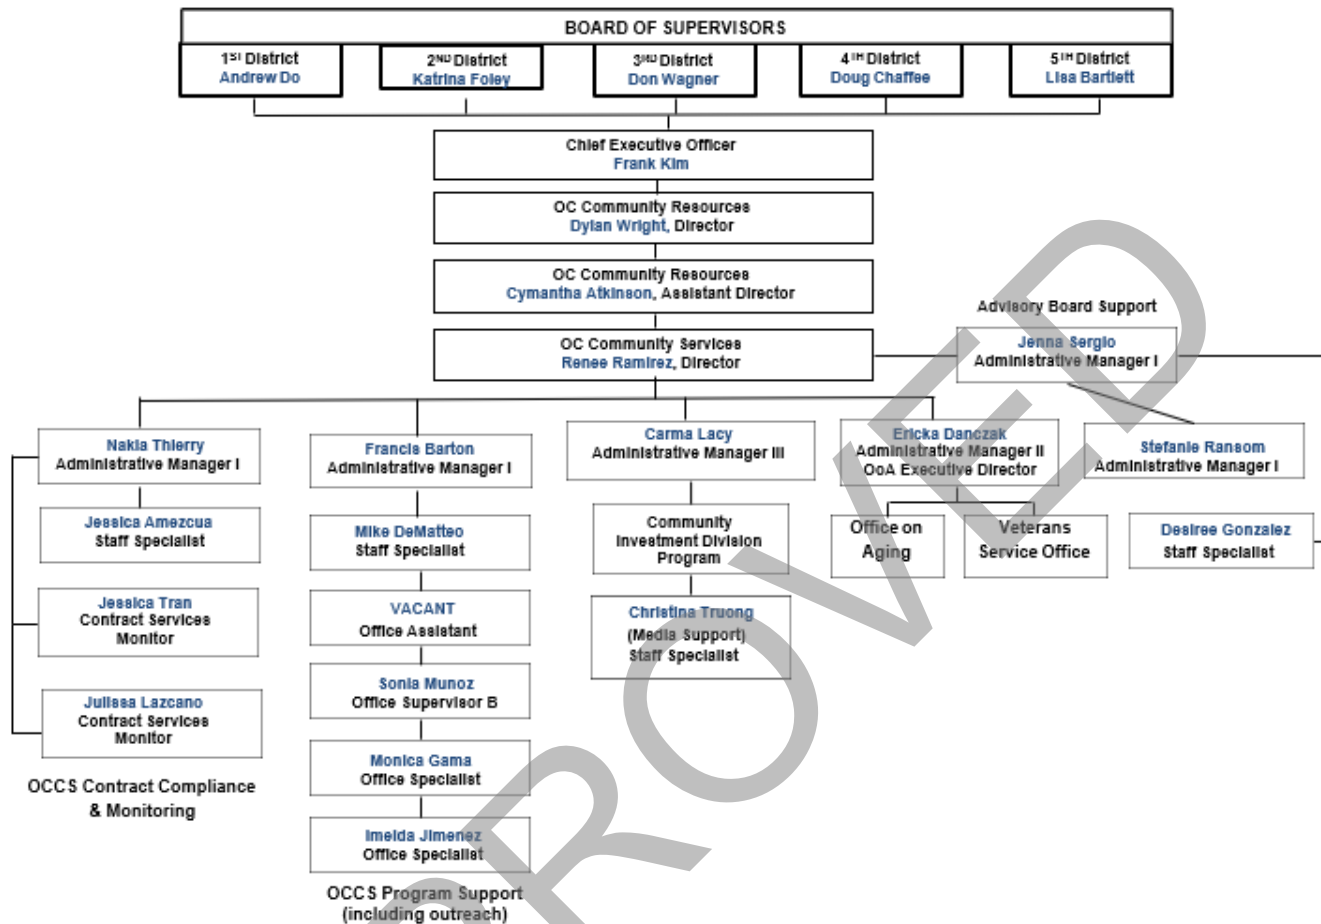 BOARD OF SUPERVISORS
1ST District
Andrew Do
2ND District
Katrina Foley
3RD District
Don Wagner
4TH District
Doug Chaffee
5TH District
Lisa Bartlett
Chief Executive Officer
Frank Kim
OC Community Resources
Dylan Wright, Director
OC Community Resources
Cymantha Atkinson, Assistant Director
OC Community Services
Renee Ramirez, Director
Advisory Board Support
Jenna Sergio
Administrative Manager I
Nakia Thierry
Administrative Manager I
Jessica Amezcua
Staff Specialist
Jessica Tran
Contract Services
Monitor
Julissa Lazcano
Contract Services
Monitor
OCCS Contract Compliance
& Monitoring
Francis Barton
Administrative Manager I
Mike DeMatteo
Staff Specialist
VACANT
Office Assistant
Sonia Munoz
Office Supervisor B
Monica Gama
Office Specialist
Imelda Jimenez
Office Specialist
OCCS Program Support
(including outreach)
Carma Lacy
Administrative Manager III
Community
Investment Division
Program
Christina Truong
(Media Support)
Staff Specialist
Ericka Danczak
Administrative Manager II
OoA Executive Director
Office on
Aging
Veterans
Service Office
Stefanie Ransom
Administrative Manager I
Desiree Gonzalez
Staff Specialist
PROVED